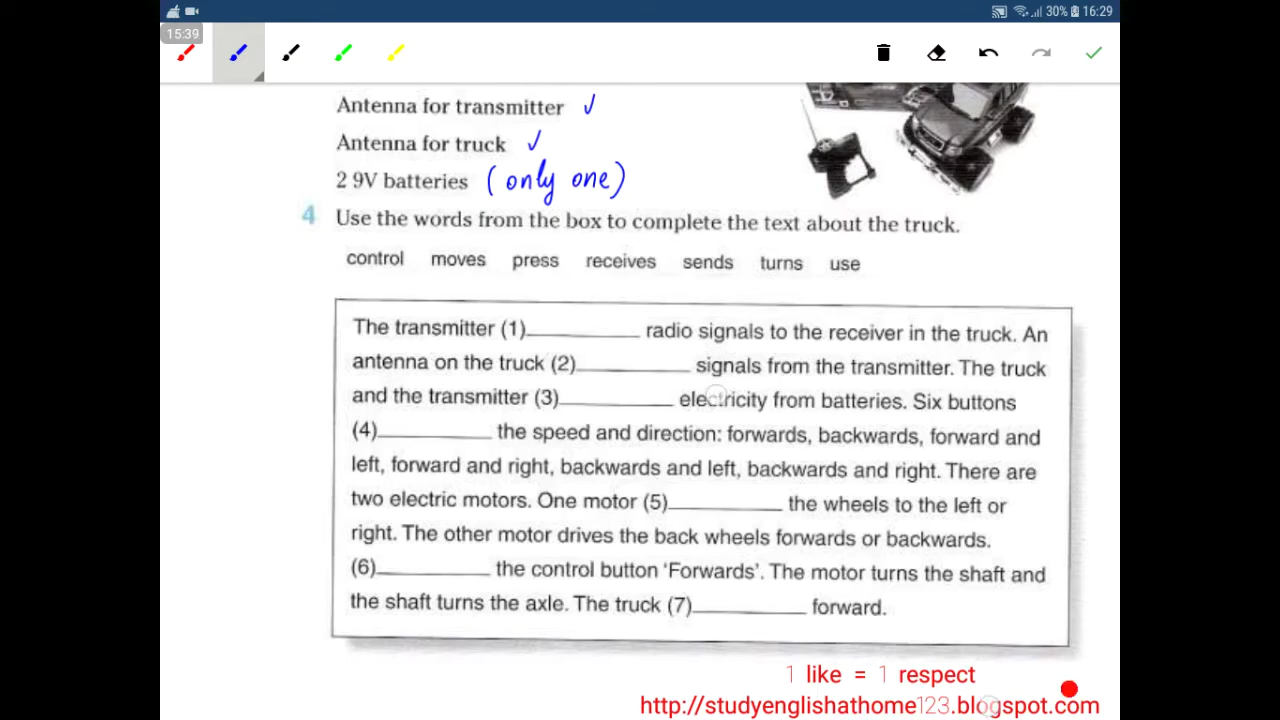 30% 16:29
15:39
Antenna for transmitter ✓
Antenna for truck ✓
2 9V batteries (only one)
4 Use the words from the box to complete the text about the truck.
control moves press receives sends turns use
The transmitter (1)__________ radio signals to the receiver in the truck. An
antenna on the truck (2)__________ signals from the transmitter. The truck
and the transmitter (3)__________ electricity from batteries. Six buttons
(4)__________ the speed and direction: forwards, backwards, forward and
left, forward and right, backwards and left, backwards and right. There are
two electric motors. One motor (5)__________ the wheels to the left or
right. The other motor drives the back wheels forwards or backwards.
(6)__________ the control button ‘Forwards’. The motor turns the shaft and
the shaft turns the axle. The truck (7)__________ forward.
1 like = 1 respect
http://studyenglishathome123.blogspot.com